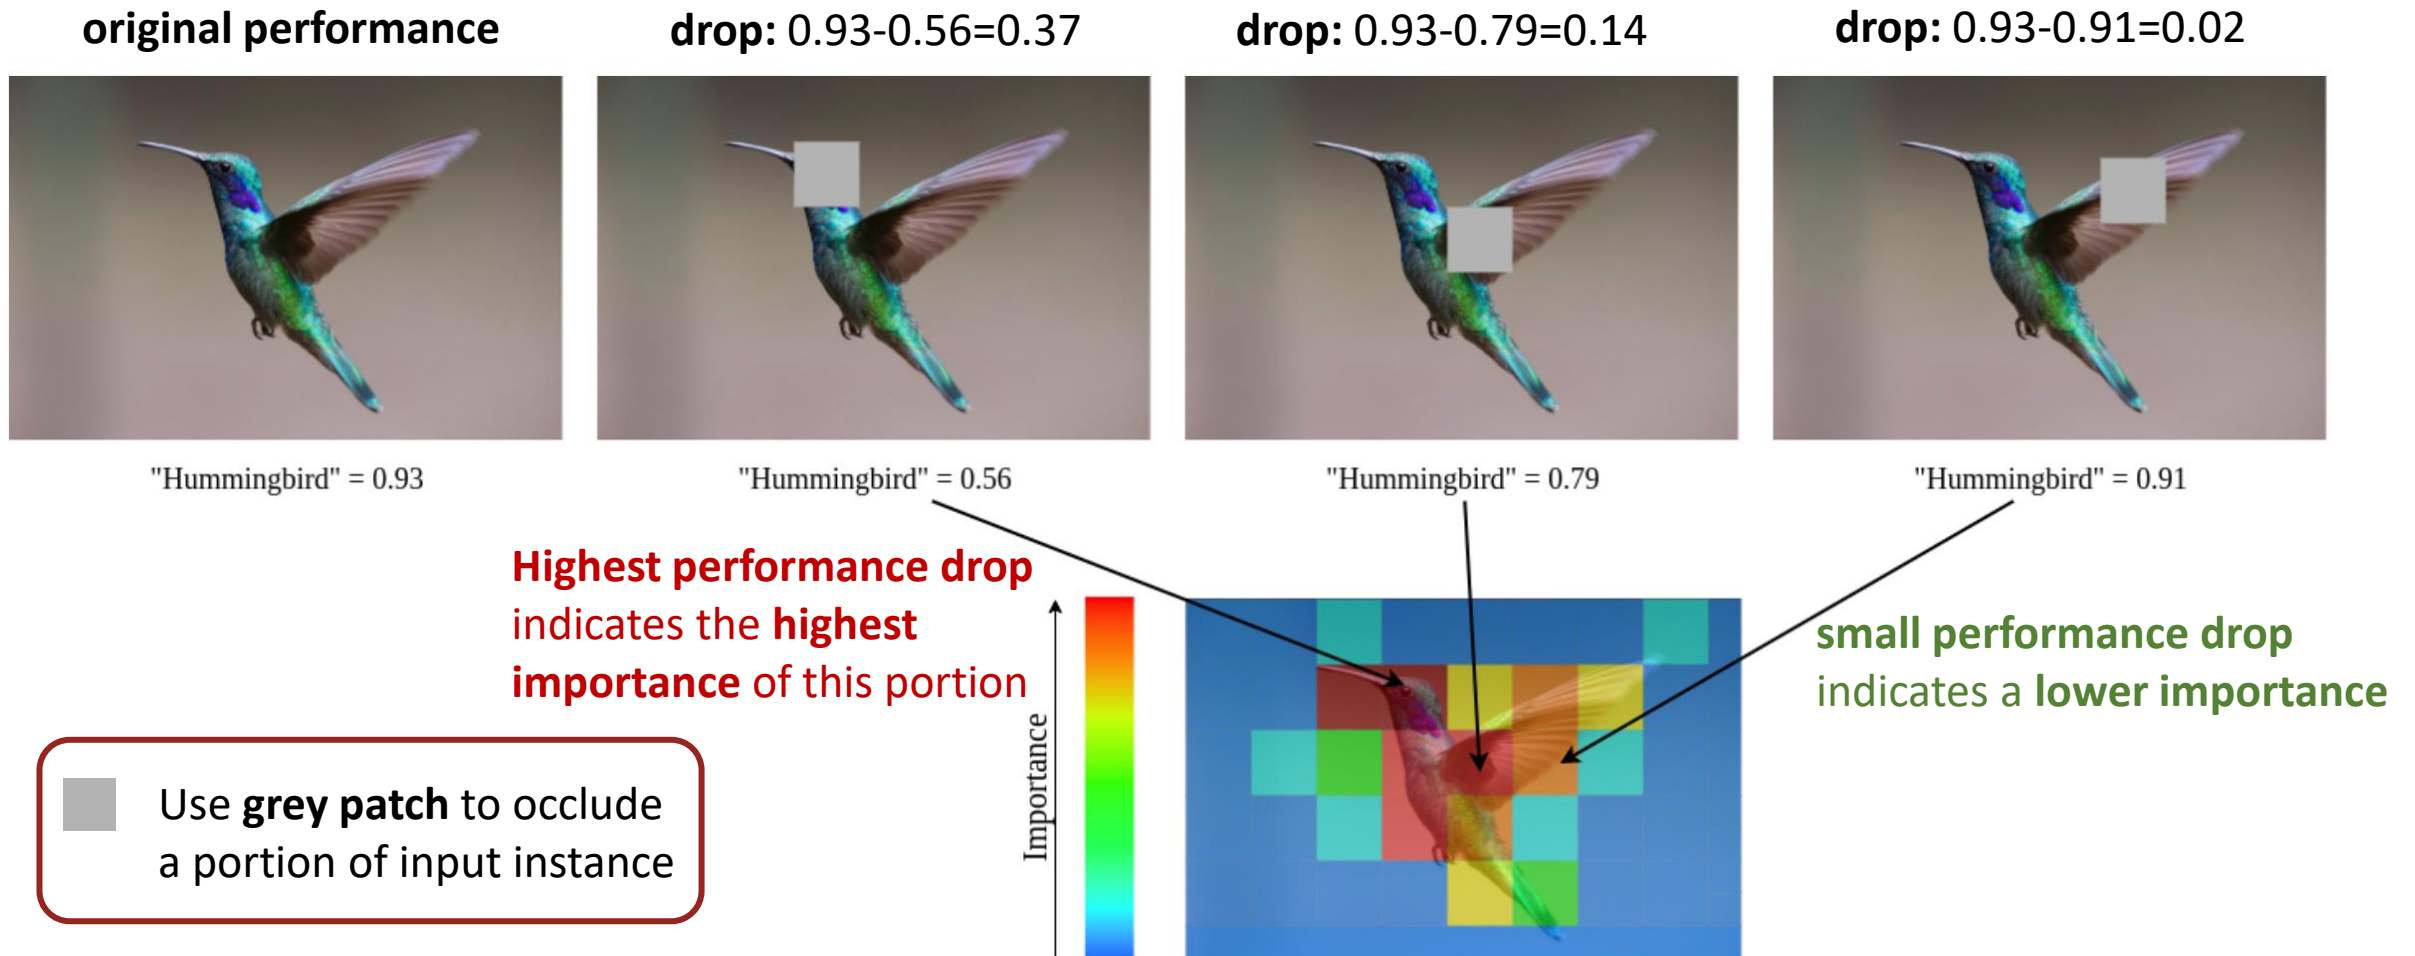 original performance
drop: 0.93-0.56=0.37
drop: 0.93-0.79=0.14
drop: 0.93-0.91=0.02
"Hummingbird" = 0.93
"Hummingbird" = 0.56
"Hummingbird" = 0.79
"Hummingbird" = 0.91
Highest performance drop
indicates the highest
importance of this portion
Importance
small performance drop
indicates a lower importance
Use grey patch to occlude
a portion of input instance